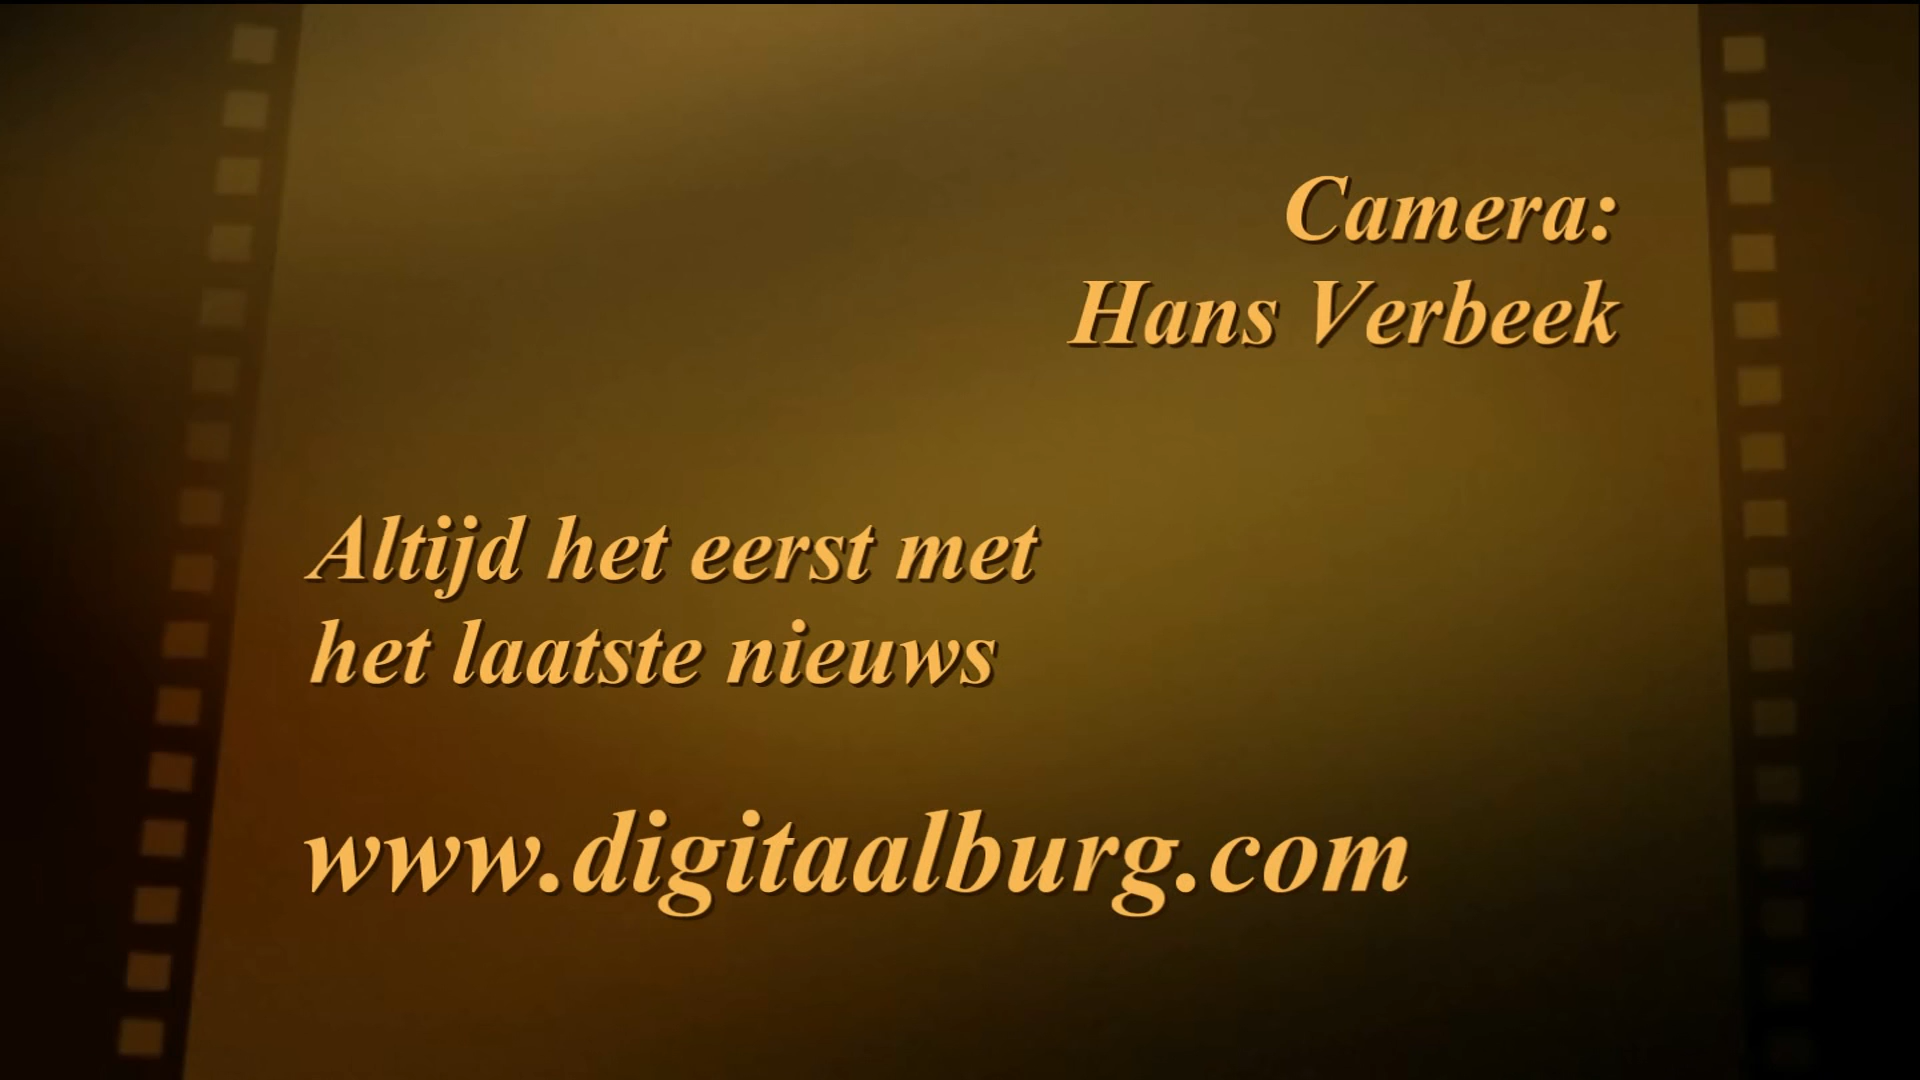 Camera:
Hans Verbeek
Altijd het eerst met
het laatste nieuws
www.digitaalburg.com